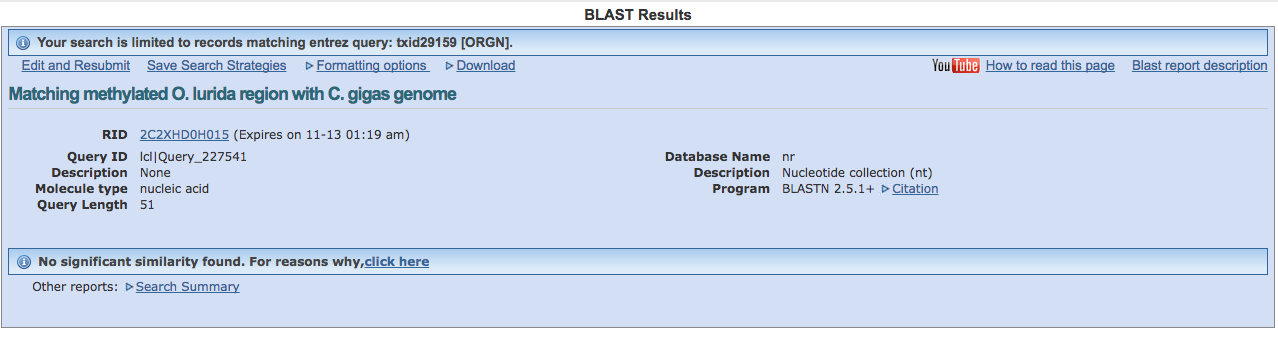 BLAST Results
Your search is limited to records matching entrez query: txid29159 [ORGN].
Edit and Resubmit Save Search Strategies Formatting options Download YouTube How to read this page Blast report description
Matching methylated O. lurida region with C. gigas genome
RID 2C2XHD0H015 (Expires on 11-13 01:19 am)
Query ID lcl|Query_227541
Description None
Molecule type nucleic acid
Query Length 51
Database Name nr
Description Nucleotide collection (nt)
Program BLASTN 2.5.1+ Citation
No significant similarity found. For reasons why,click here
Other reports: Search Summary